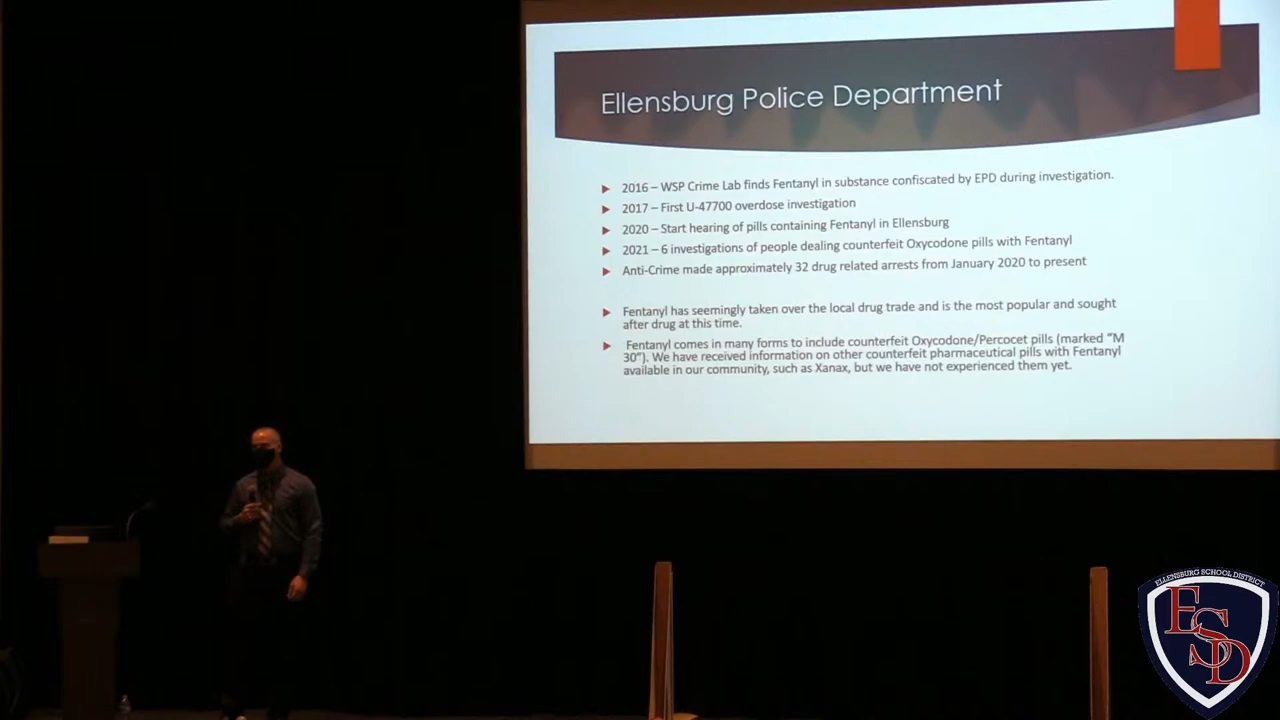 Ellensburg Police Department
2016 – WSP Crime Lab finds Fentanyl in substance confiscated by EPD during investigation.
2017 – First U-47700 overdose investigation
2020 – Start hearing of pills containing Fentanyl in Ellensburg
2021 – 6 investigations of people dealing counterfeit Oxycodone pills with Fentanyl
Anti-Crime made approximately 32 drug related arrests from January 2020 to present
Fentanyl has seemingly taken over the local drug trade and is the most popular and sought
after drug at this time.
Fentanyl comes in many forms to include counterfeit Oxycodone/Percocet pills (marked “M
30”). We have received information on other counterfeit pharmaceutical pills with Fentanyl
available in our community, such as Xanax, but we have not experienced them yet.
ELLENSBURG SCHOOL DISTRICT
ESD